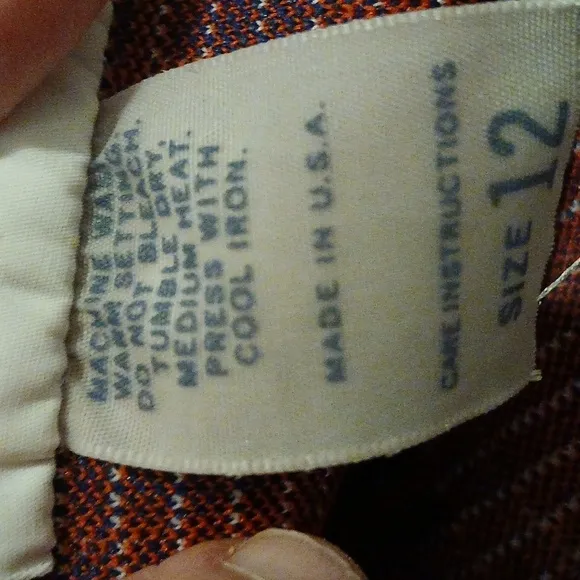 SIZE 12
CARE INSTRUCTIONS
MADE IN U.S.A.
MACHINE WASH
WARM SETTING.
DO NOT BLEACH.
TUMBLE DRY,
MEDIUM HEAT.
PRESS WITH
COOL IRON.